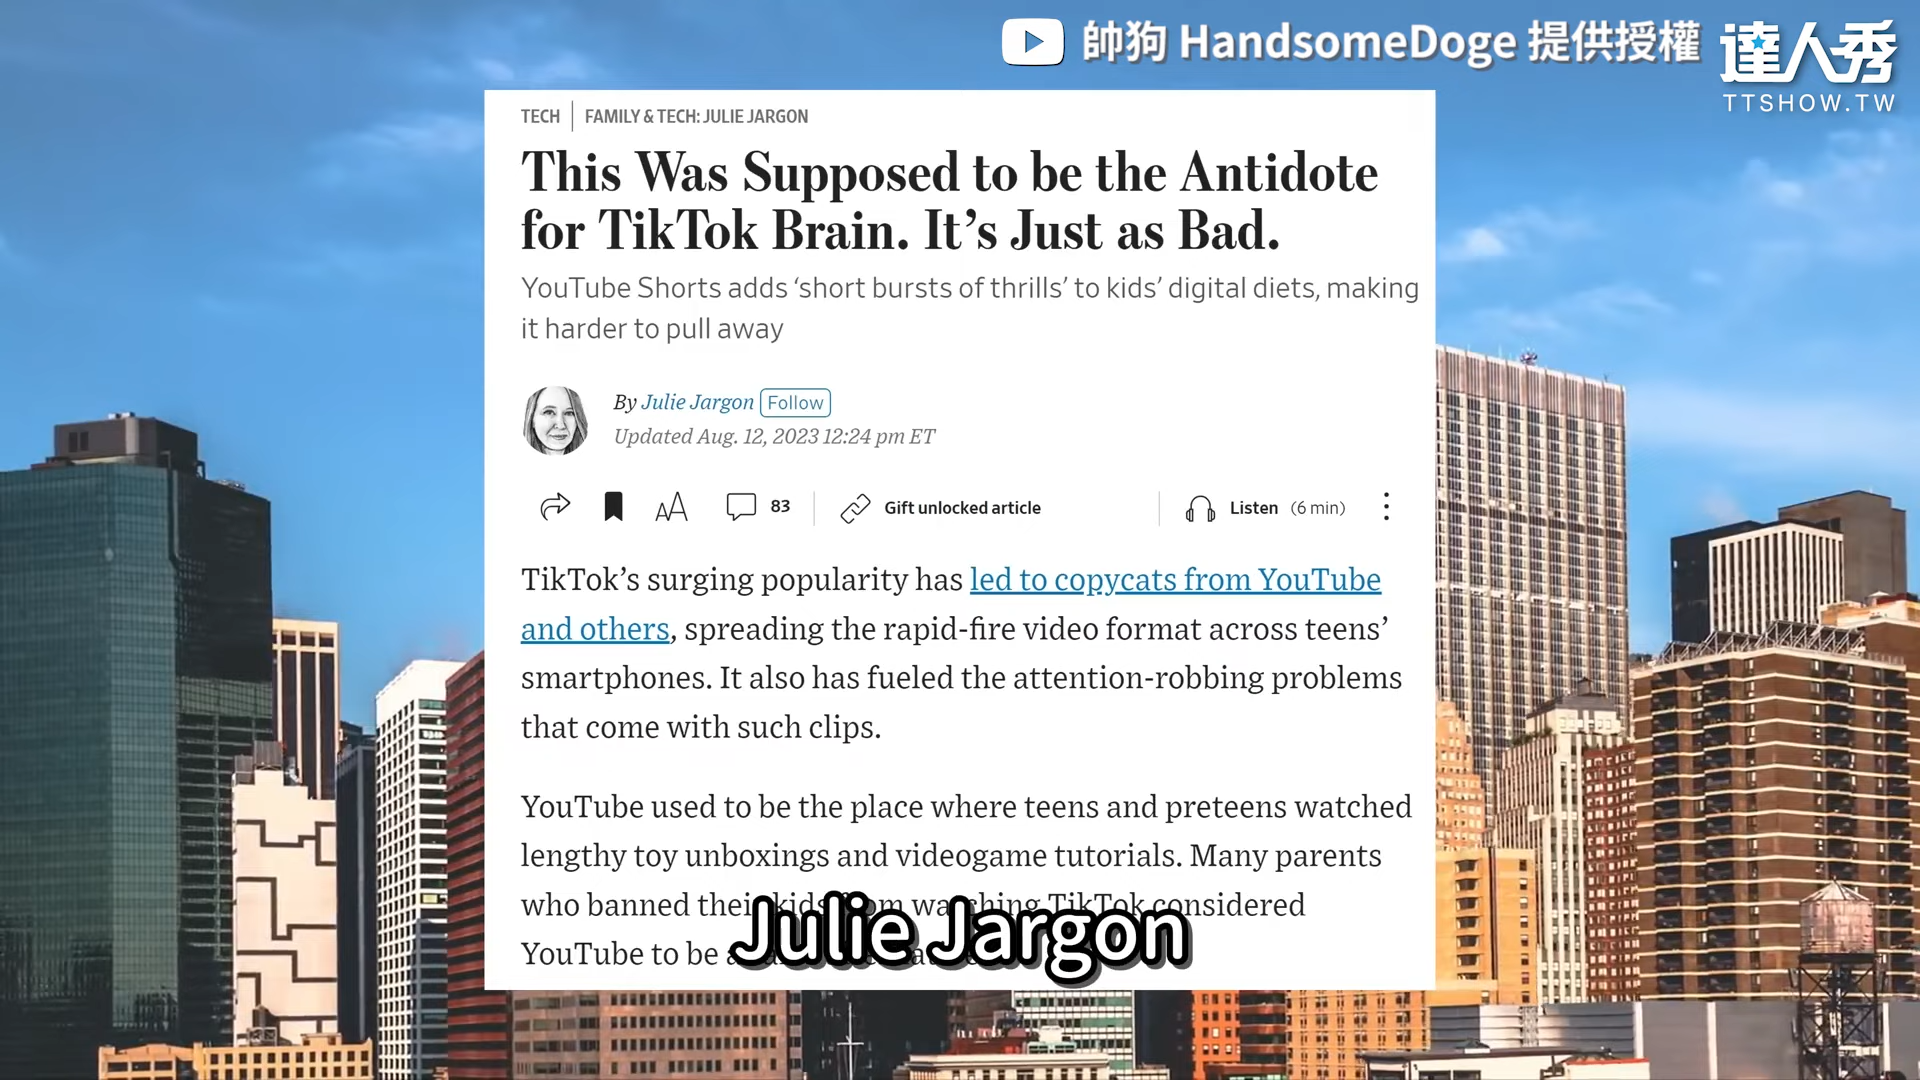 帥狗 HandsomeDoge 提供授權
達人秀
TTSHOW.TW
TECH
FAMILY & TECH: JULIE JARGON
This Was Supposed to be the Antidote
for TikTok Brain. It’s Just as Bad.
YouTube Shorts adds ‘short bursts of thrills’ to kids’ digital diets, making
it harder to pull away
By Julie Jargon Follow
Updated Aug. 12, 2023 12:24 pm ET
AA
83
Gift unlocked article
Listen (6 min)
TikTok’s surging popularity has led to copycats from YouTube
and others, spreading the rapid-fire video format across teens’
smartphones. It also has fueled the attention-robbing problems
that come with such clips.
YouTube used to be the place where teens and preteens watched
lengthy toy unboxings and videogame tutorials. Many parents
who banned their kids from watching TikTok considered
YouTube to be
Julie Jargon